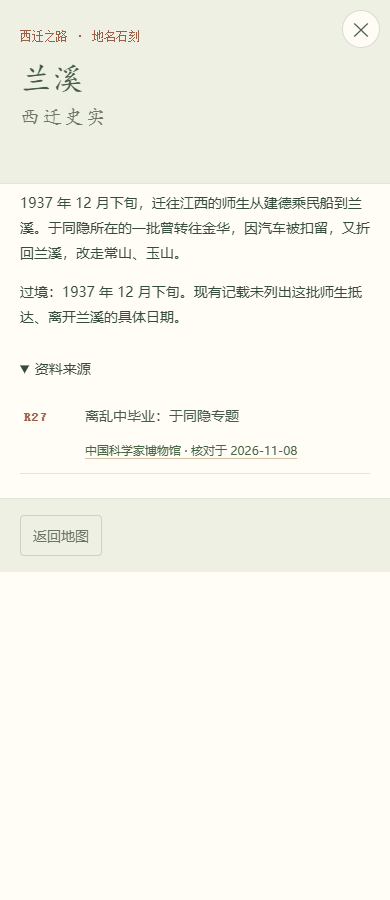 西迁之路 · 地名石刻
兰溪
西迁史实
1937 年 12 月下旬，迁往江西的师生从建德乘民船到兰
溪。于同隐所在的一批曾转往金华，因汽车被扣留，又折
回兰溪，改走常山、玉山。
过境：1937 年 12 月下旬。现有记载未列出这批师生抵
达、离开兰溪的具体日期。
▼ 资料来源
R27 离乱中毕业：于同隐专题
中国科学家博物馆 · 核对于 2026-11-08
返回地图